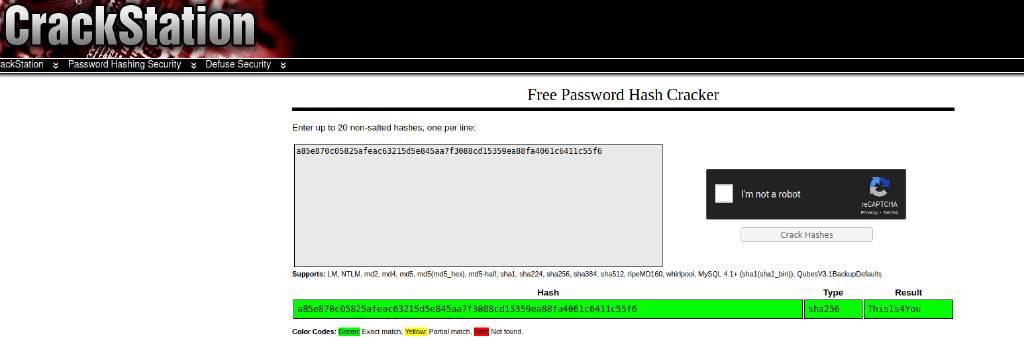 CrackStation
ackStation Password Hashing Security Defuse Security
Free Password Hash Cracker
Enter up to 20 non-salted hashes, one per line:
a85e870c05825afeac63215d5e845aa7f3088cd15359ea88fa4061c6411c55f6
I'm not a robot
reCAPTCHA
Privacy - Terms
Crack Hashes
Supports: LM, NTLM, md2, md4, md5, md5(md5_hex), md5-half, sha1, sha224, sha256, sha384, sha512, ripeMD160, whirlpool, MySQL 4.1+ (sha1(sha1_bin)), QubesV3.1BackupDefaults
Hash Type Result
a85e870c05825afeac63215d5e845aa7f3088cd15359ea88fa4061c6411c55f6 sha256 ThisIs4You
Color Codes: Green: Exact match, Yellow: Partial match, Red: Not found.